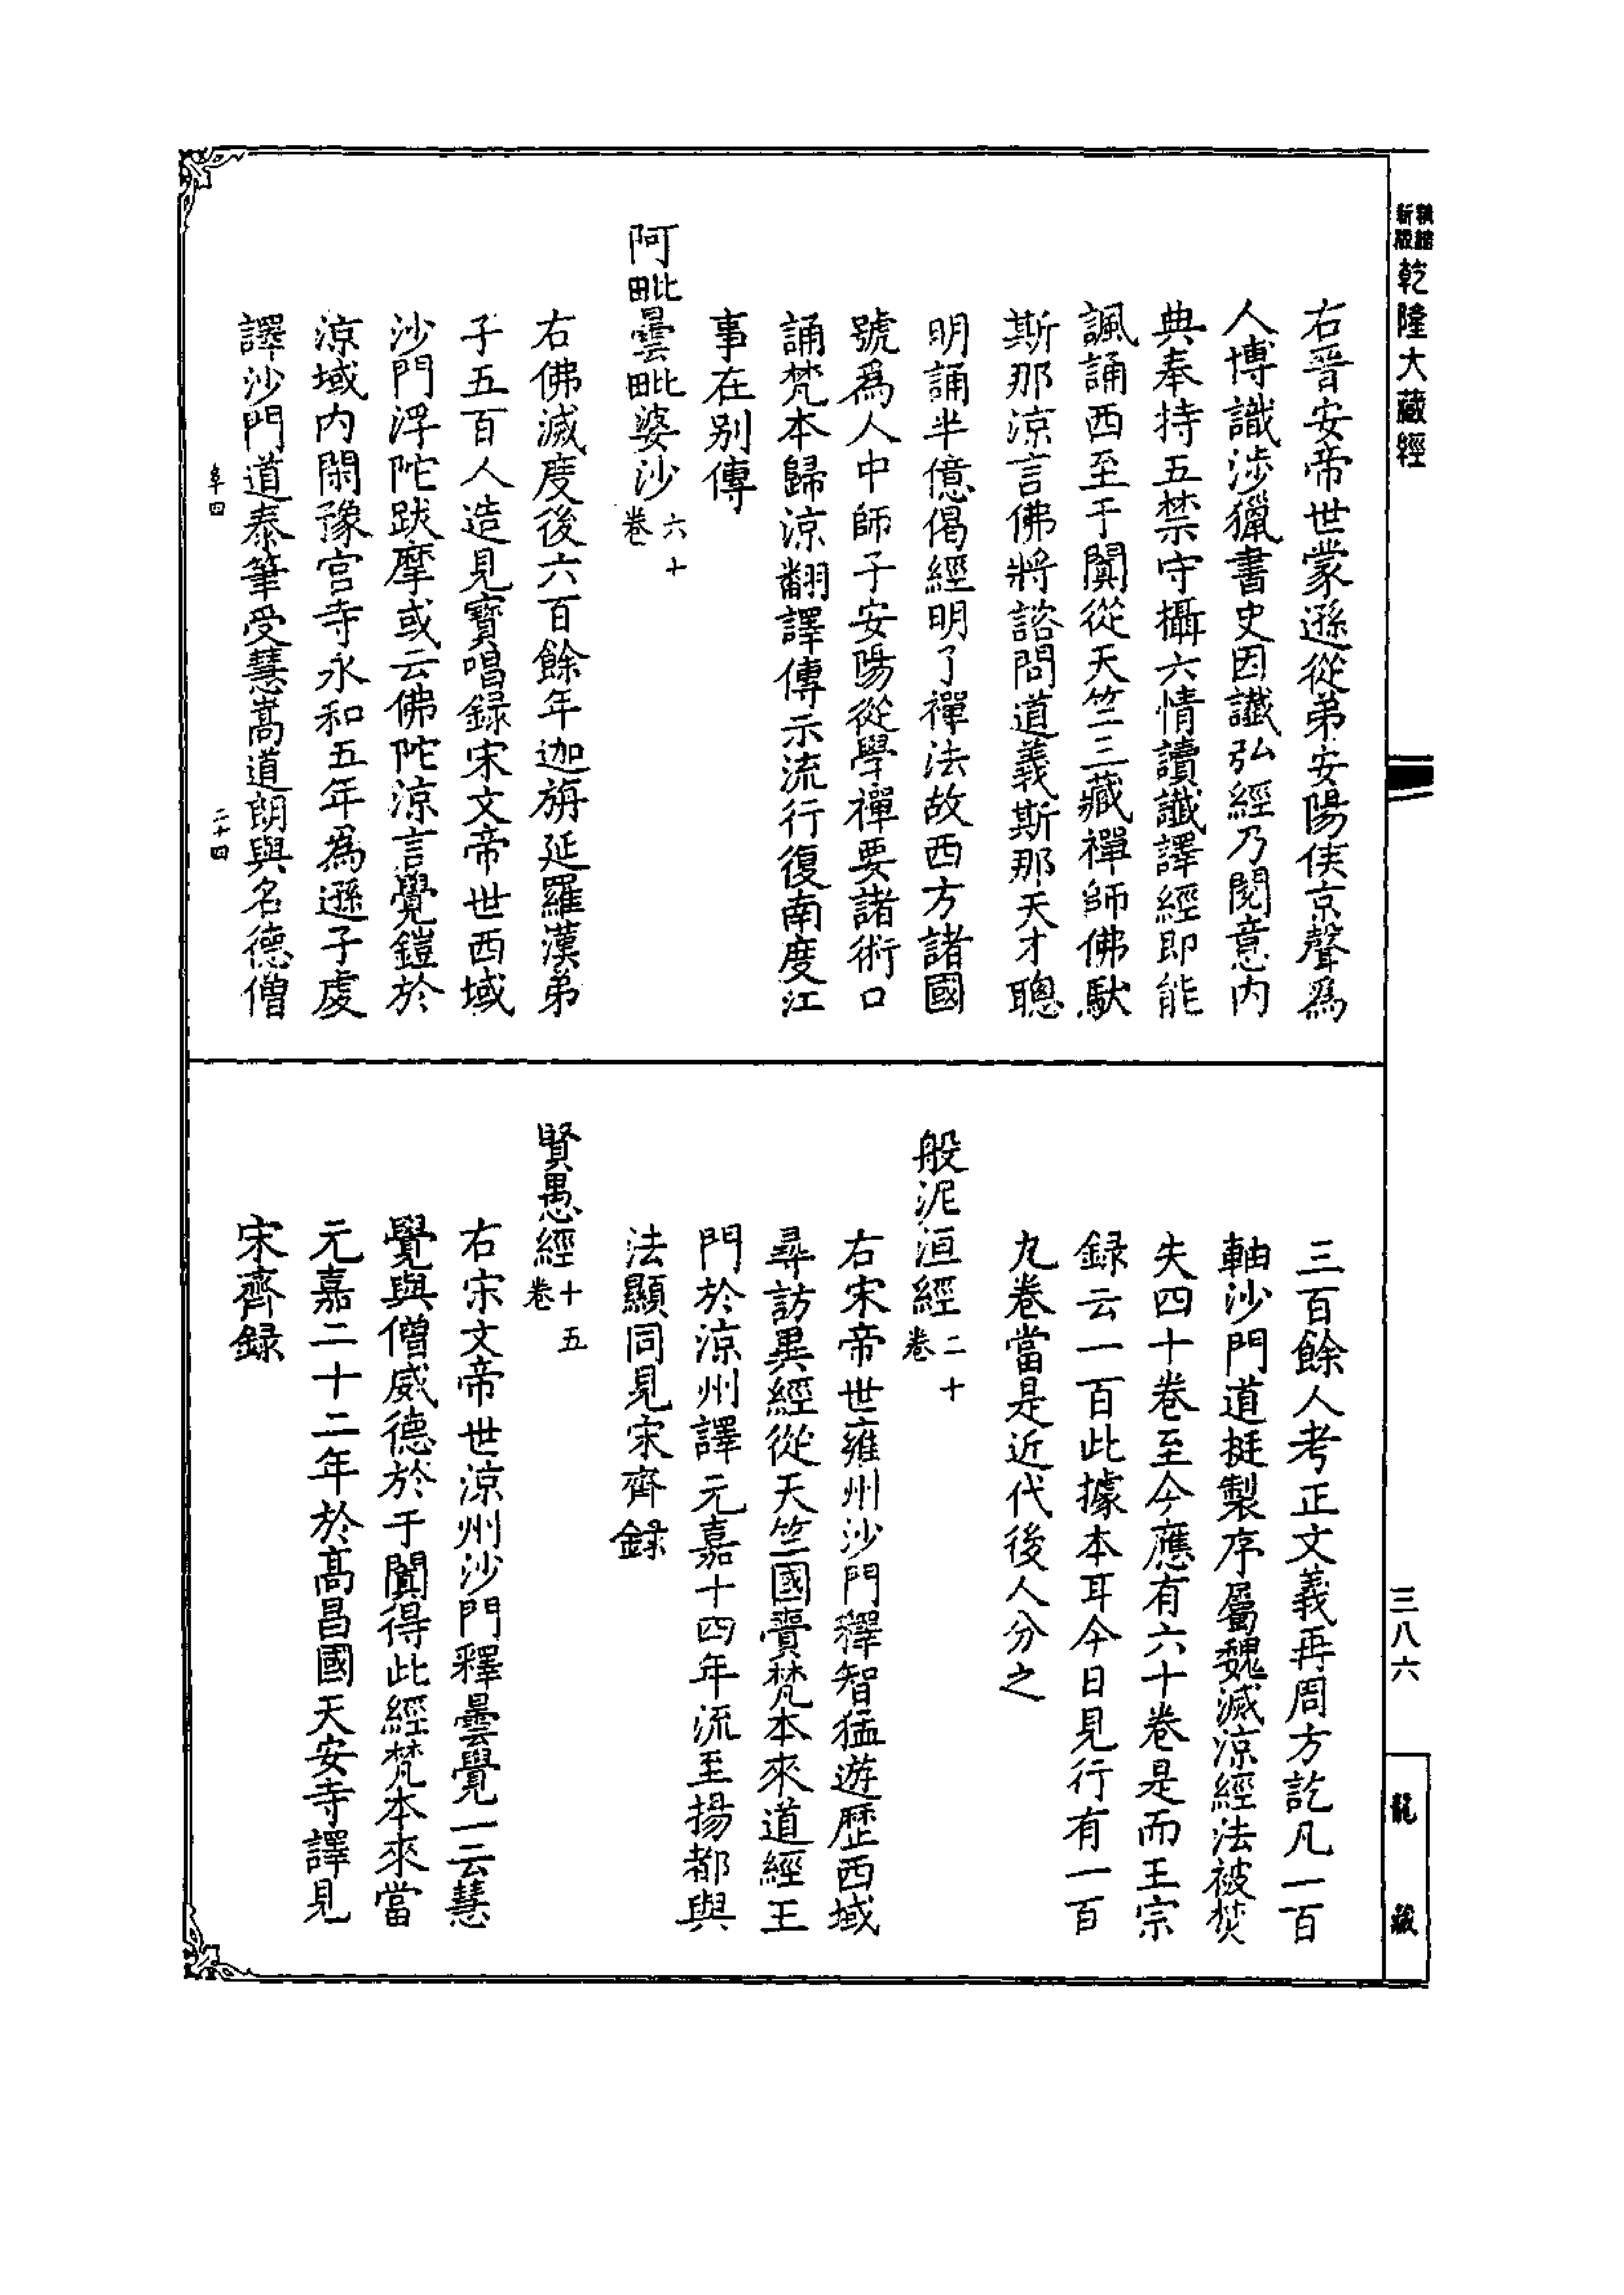 新版
精縮
乾隆大藏經
右晉安帝世蒙遜從弟安陽侯京聲爲
人博識涉獵書史因讖弘經乃閱意內
典奉持五禁守攝六情讀讖譯經即能
諷誦西至于闐從天竺三藏禪師佛馱
斯那涼言佛將諮問道義斯那天才聰
明誦半億偈經明了禪法故西方諸國
號爲人中師子安陽從學禪要諸術口
誦梵本歸涼翻譯傳示流行復南度江
事在別傳
阿毗曇毗婆沙六十卷
右佛滅度後六百餘年迦旃延羅漢弟
子五百人造見寶唱録宋文帝世西域
沙門浮陀跋摩或云佛陀涼言覺鎧於
涼域內閑豫宮寺永和五年爲遜子虔
譯沙門道泰筆受慧嵩道朗與名德僧
阜四
二十四
三百餘人考正文義再周方訖凡一百
軸沙門道挻製序屬魏滅涼經法被焚
失四十卷至今應有六十卷是而王宗
録云一百此據本耳今日見行有一百
九卷當是近代後人分之
般泥洹經二十卷
右宋帝世雍州沙門釋智猛遊歷西域
尋訪異經從天竺國賷梵本來道經王
門於涼州譯元嘉十四年流至揚都與
法顯同見宋齊録
賢愚經十五卷
右宋文帝世涼州沙門釋曇覺一云慧
覺與僧威德於于闐得此經梵本來當
元嘉二十二年於高昌國天安寺譯見
宋齊録
三八六
龍藏